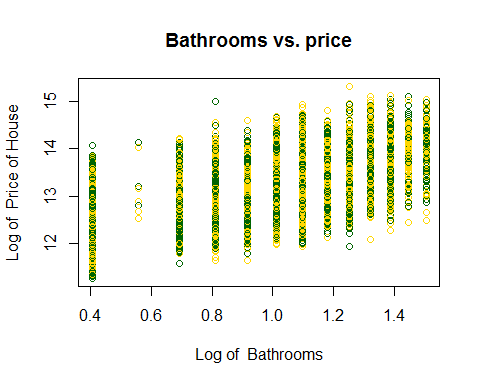 Bathrooms vs. price
Log of Price of House
15
14
13
12
0.4 0.6 0.8 1.0 1.2 1.4
Log of Bathrooms